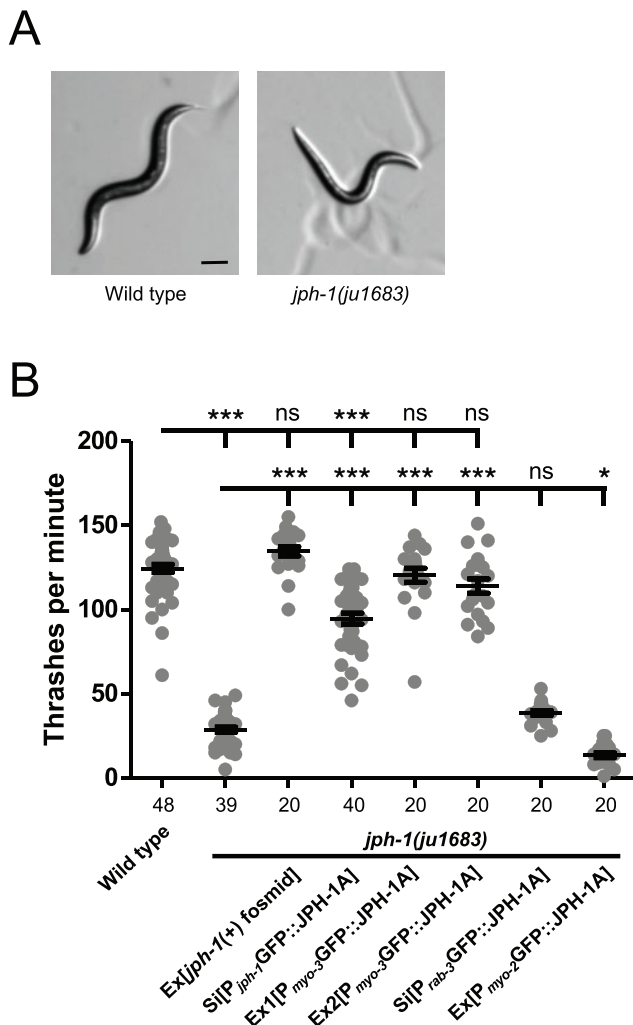 A
Wild type
jph-1(ju1683)
B
*** ns *** ns ns
*** *** *** *** ns *
Thrashes per minute
200
150
100
50
0
48 39 20 40 20 20 20 20
Wild type
jph-1(ju1683)
Ex[jph-1(+) fosmid]
Si[Pjph-1GFP::JPH-1A]
Ex1[Pmyo-3GFP::JPH-1A]
Ex2[Pmyo-3GFP::JPH-1A]
Si[Prab-3GFP::JPH-1A]
Ex[Pmyo-2GFP::JPH-1A]